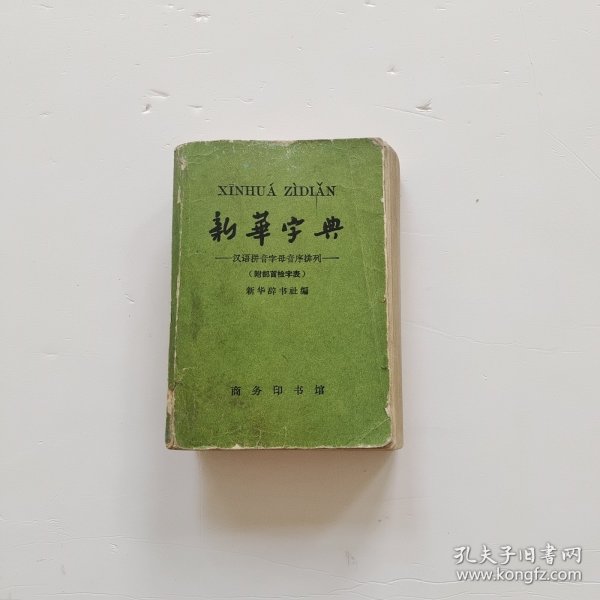 XĪNHUÁ ZÌDIǍN
新華字典
——汉语拼音字母音序排列——
(附部首检字表)
新华辞书社编
商务印书馆
孔夫子旧书网
www.kongfz.com